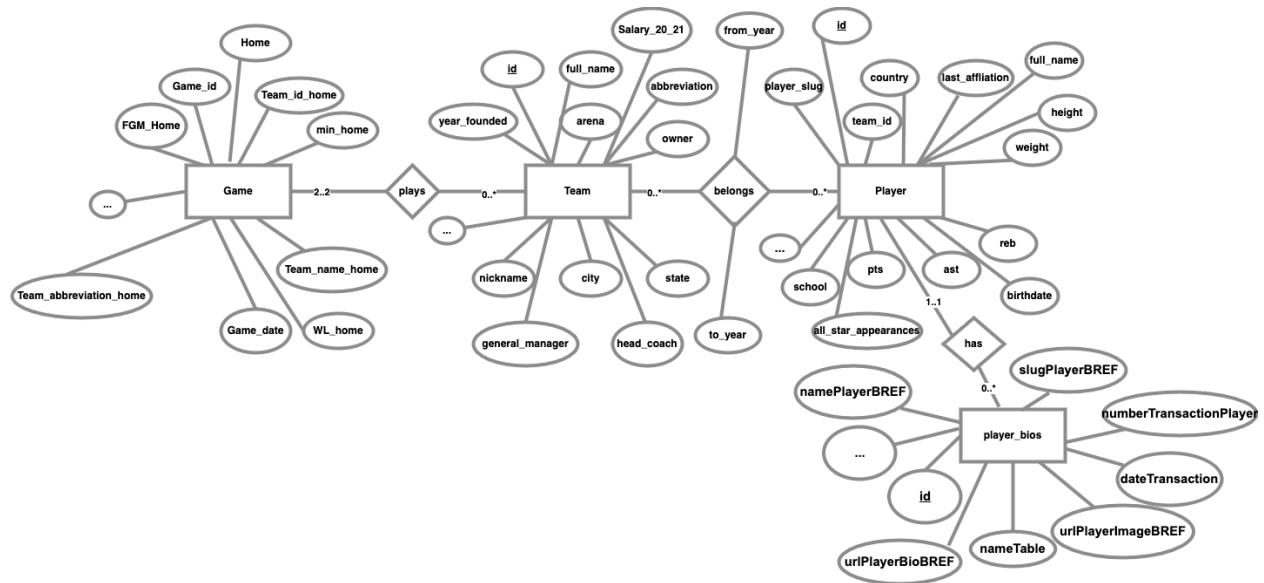 Home
Game_id
Team_id_home
FGM_Home
min_home
Game
...
Team_abbreviation_home
Game_date
WL_home
Team_name_home
2..2
plays
0..*
Salary_20_21
id
full_name
abbreviation
year_founded
arena
owner
Team
...
nickname
city
state
general_manager
head_coach
0..*
from_year
belongs
to_year
0..*
id
player_slug
country
last_affliation
full_name
team_id
height
weight
Player
...
school
pts
ast
reb
birthdate
all_star_appearances
1..1
has
0..*
namePlayerBREF
slugPlayerBREF
numberTransactionPlayer
...
player_bios
dateTransaction
id
urlPlayerImageBREF
nameTable
urlPlayerBioBREF